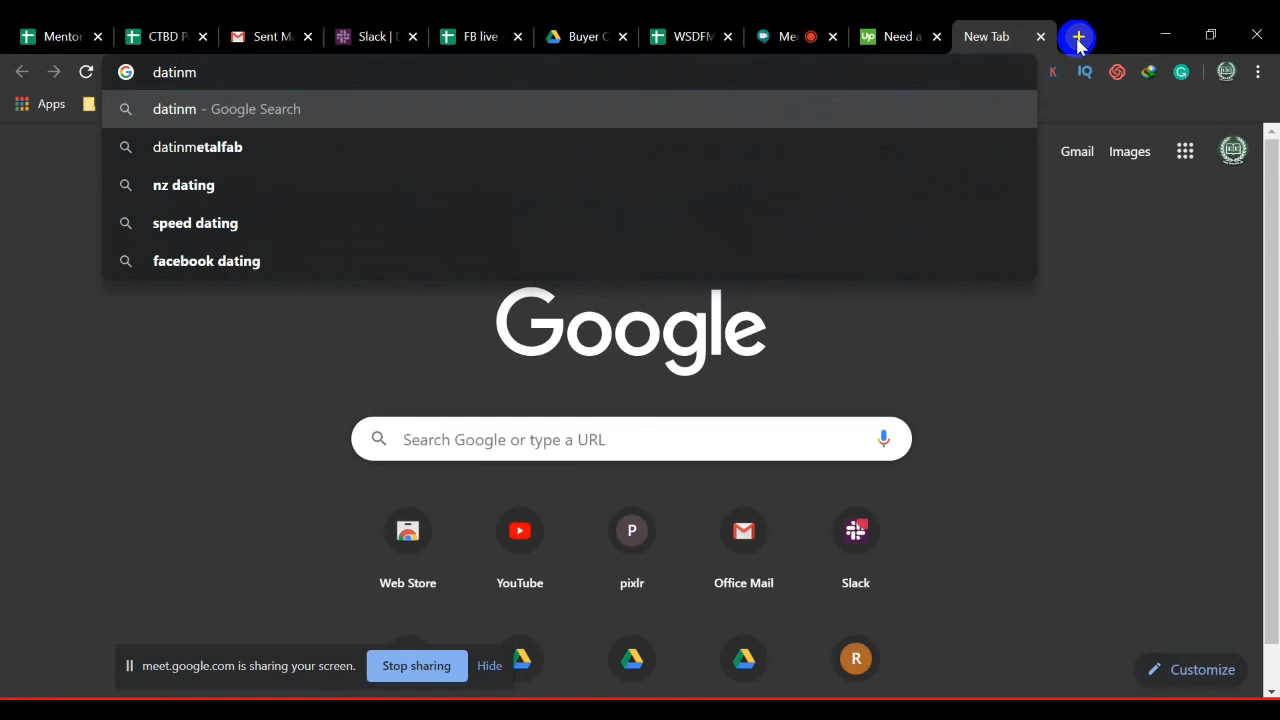 Mentor
CTBD P
Sent Ma
Slack |
FB live
Buyer C
WSDFM
Me
Need a
New Tab
datinm
K
IQ
Apps
datinm - Google Search
datinmetalfab
Gmail
Images
nz dating
speed dating
facebook dating
Google
Search Google or type a URL
P
Web Store
YouTube
pixlr
Office Mail
Slack
meet.google.com is sharing your screen.
Stop sharing
Hide
R
Customize